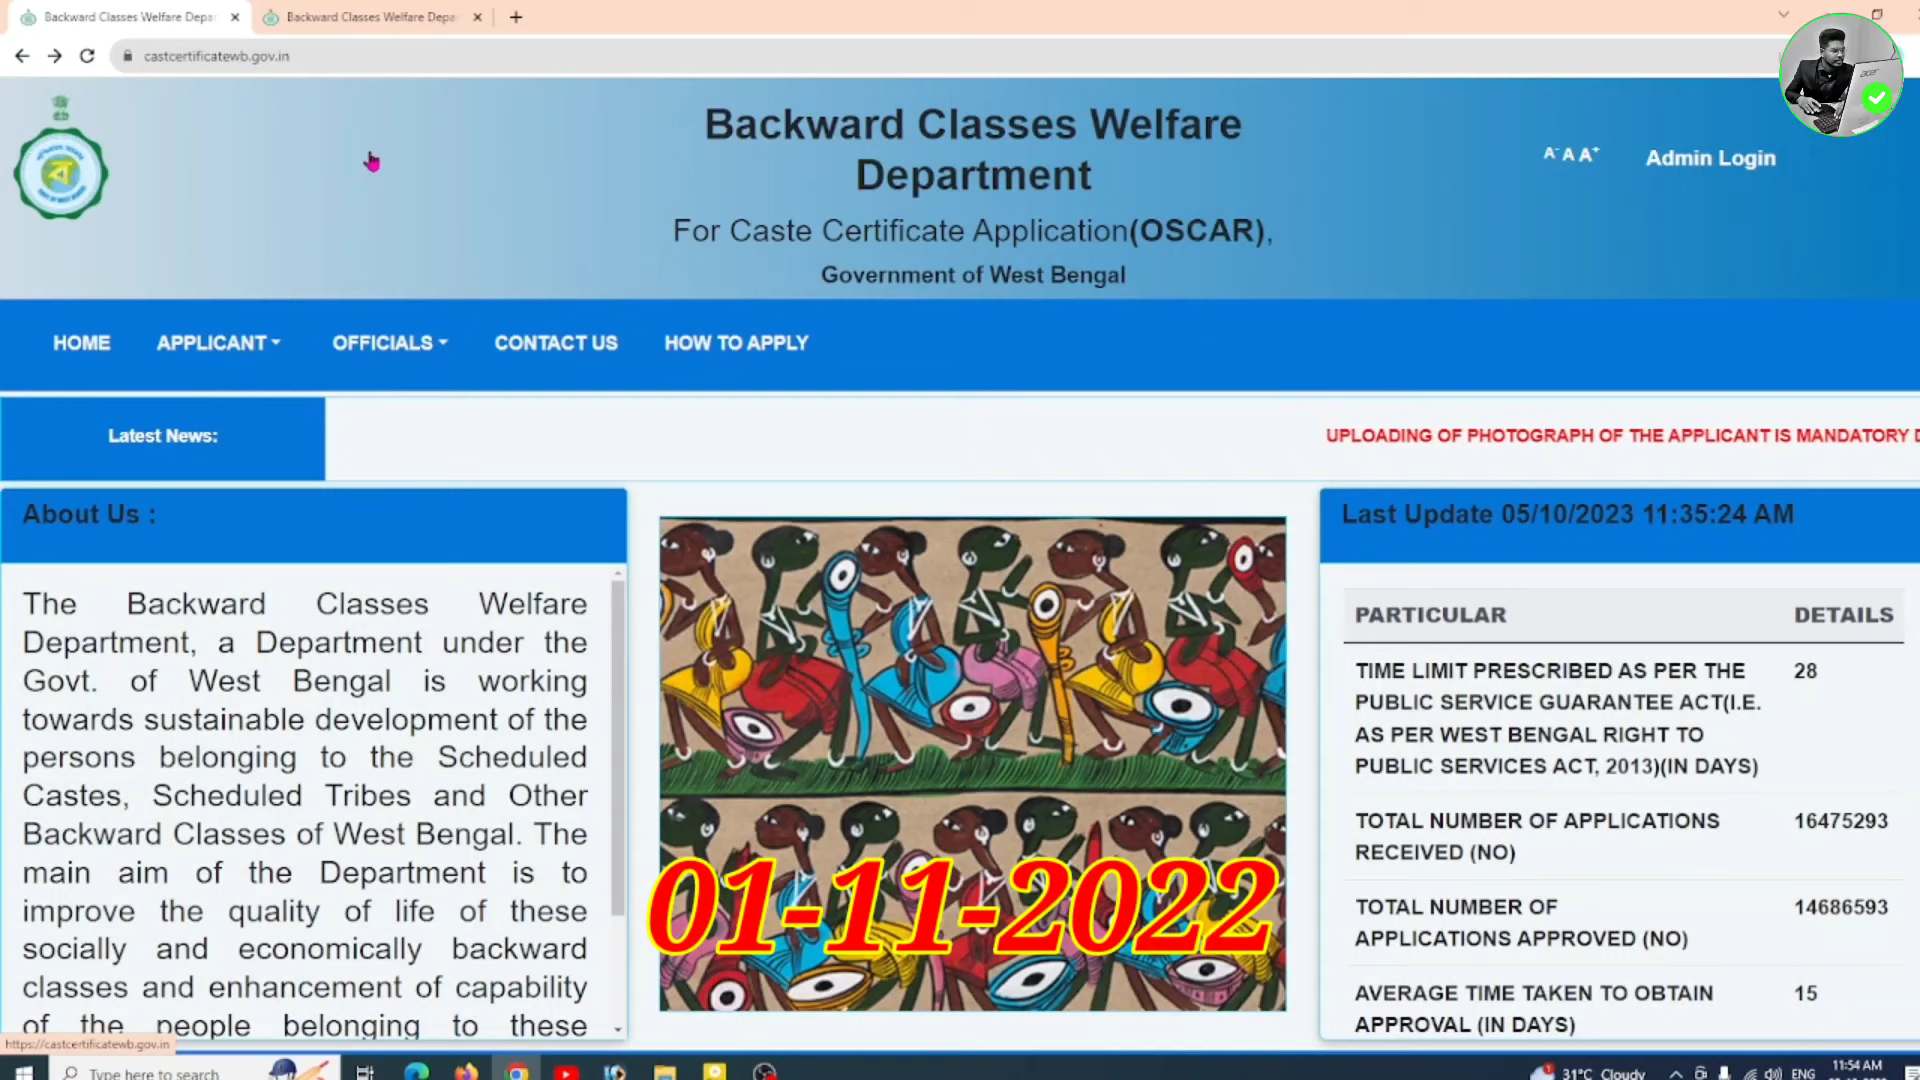 Backward Classes Welfare Depa
Backward Classes Welfare Depa
castcertificatewb.gov.in
acer
Backward Classes Welfare
Department
For Caste Certificate Application(OSCAR),
Government of West Bengal
A- A A+
Admin Login
HOME APPLICANT OFFICIALS CONTACT US HOW TO APPLY
Latest News:
UPLOADING OF PHOTOGRAPH OF THE APPLICANT IS MANDATORY
About Us :
The Backward Classes Welfare
Department, a Department under the
Govt. of West Bengal is working
towards sustainable development of the
persons belonging to the Scheduled
Castes, Scheduled Tribes and Other
Backward Classes of West Bengal. The
main aim of the Department is to
improve the quality of life of these
socially and economically backward
classes and enhancement of capability
of the people belonging to these
01-11-2022
Last Update 05/10/2023 11:35:24 AM
PARTICULAR DETAILS
TIME LIMIT PRESCRIBED AS PER THE 28
PUBLIC SERVICE GUARANTEE ACT(I.E.
AS PER WEST BENGAL RIGHT TO
PUBLIC SERVICES ACT, 2013)(IN DAYS)
TOTAL NUMBER OF APPLICATIONS 16475293
RECEIVED (NO)
TOTAL NUMBER OF 14686593
APPLICATIONS APPROVED (NO)
AVERAGE TIME TAKEN TO OBTAIN 15
APPROVAL (IN DAYS)
https://castcertificatewb.gov.in
Type here to search
31°C Cloudy
ENG
11:54 AM